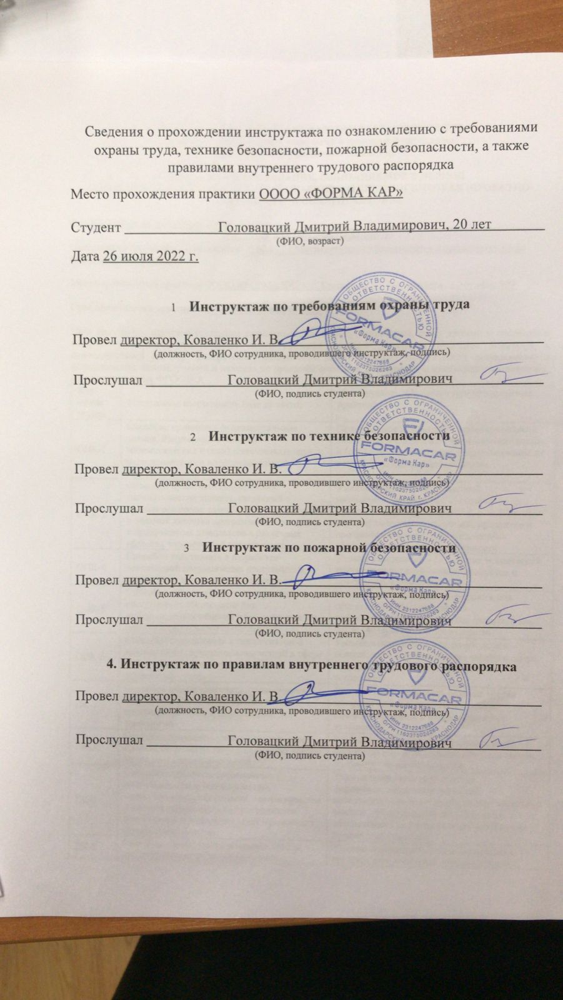 Сведения о прохождении инструктажа по ознакомлению с требованиями
охраны труда, технике безопасности, пожарной безопасности, а также
правилами внутреннего трудового распорядка
Место прохождения практики ОООО «ФОРМА КАР»
Студент Головацкий Дмитрий Владимирович, 20 лет
(ФИО, возраст)
Дата 26 июля 2022 г.
1 Инструктаж по требованиям охраны труда
Провел директор, Коваленко И. В.
(должность, ФИО сотрудника, проводившего инструктаж, подпись)
Прослушал Головацкий Дмитрий Владимирович
(ФИО, подпись студента)
ОБЩЕСТВО С ОГРАНИЧЕННОЙ
ОТВЕТСТВЕННОСТЬЮ
FORMACAR
«Форма Кар»
ИНН 2312247688
ОГРН 1162375026263
КРАСНОДАРСКИЙ КРАЙ г. КРАСНОДАР
2 Инструктаж по технике безопасности
Провел директор, Коваленко И. В.
(должность, ФИО сотрудника, проводившего инструктаж, подпись)
Прослушал Головацкий Дмитрий Владимирович
(ФИО, подпись студента)
ОБЩЕСТВО С ОГРАНИЧЕННОЙ
ОТВЕТСТВЕННОСТЬЮ
FORMACAR
«Форма Кар»
ИНН 2312247688
ОГРН 1162375026263
КРАСНОДАРСКИЙ КРАЙ г. КРАСНОДАР
3 Инструктаж по пожарной безопасности
Провел директор, Коваленко И. В.
(должность, ФИО сотрудника, проводившего инструктаж, подпись)
Прослушал Головацкий Дмитрий Владимирович
(ФИО, подпись студента)
ОБЩЕСТВО С ОГРАНИЧЕННОЙ
ОТВЕТСТВЕННОСТЬЮ
FORMACAR
«Форма Кар»
ИНН 2312247688
ОГРН 1162375026263
КРАСНОДАРСКИЙ КРАЙ г. КРАСНОДАР
4. Инструктаж по правилам внутреннего трудового распорядка
Провел директор, Коваленко И. В.
(должность, ФИО сотрудника, проводившего инструктаж, подпись)
Прослушал Головацкий Дмитрий Владимирович
(ФИО, подпись студента)
ОБЩЕСТВО С ОГРАНИЧЕННОЙ
ОТВЕТСТВЕННОСТЬЮ
FORMACAR
«Форма Кар»
ИНН 2312247688
ОГРН 1162375026263
КРАСНОДАРСКИЙ КРАЙ г. КРАСНОДАР